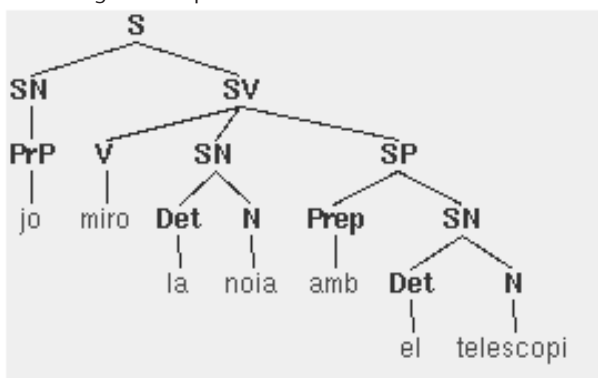 S
SN SV
PrP V SN SP
jo miro Det N Prep SN
la noia amb Det N
el telescopi